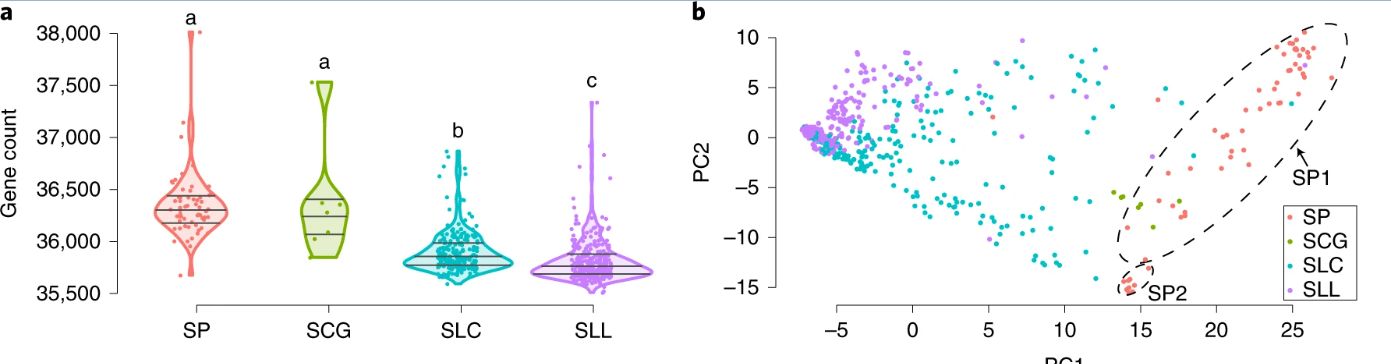 a
Gene count
38,000
37,500
37,000
36,500
36,000
35,500
a
a
b
c
SP
SCG
SLC
SLL
b
PC2
10
5
0
−5
−10
−15
SP1
SP2
SP
SCG
SLC
SLL
−5
0
5
10
15
20
25
PC1